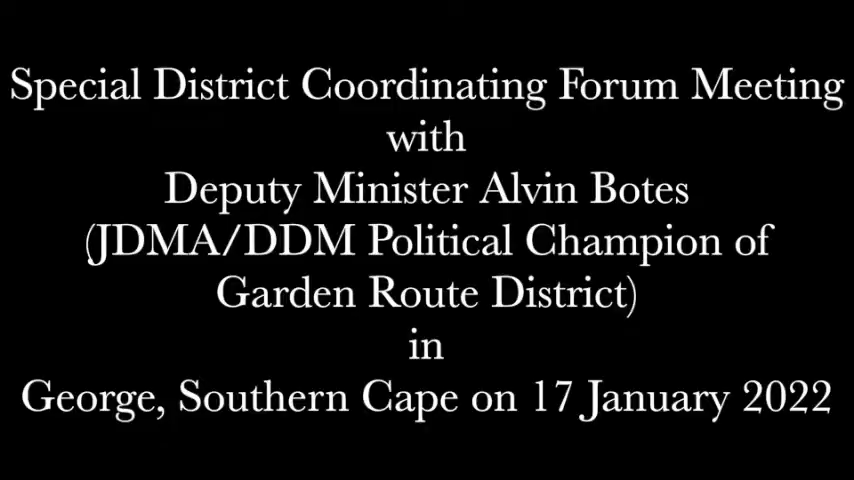 Special District Coordinating Forum Meeting
with
Deputy Minister Alvin Botes
(JDMA/DDM Political Champion of
Garden Route District)
in
George, Southern Cape on 17 January 2022